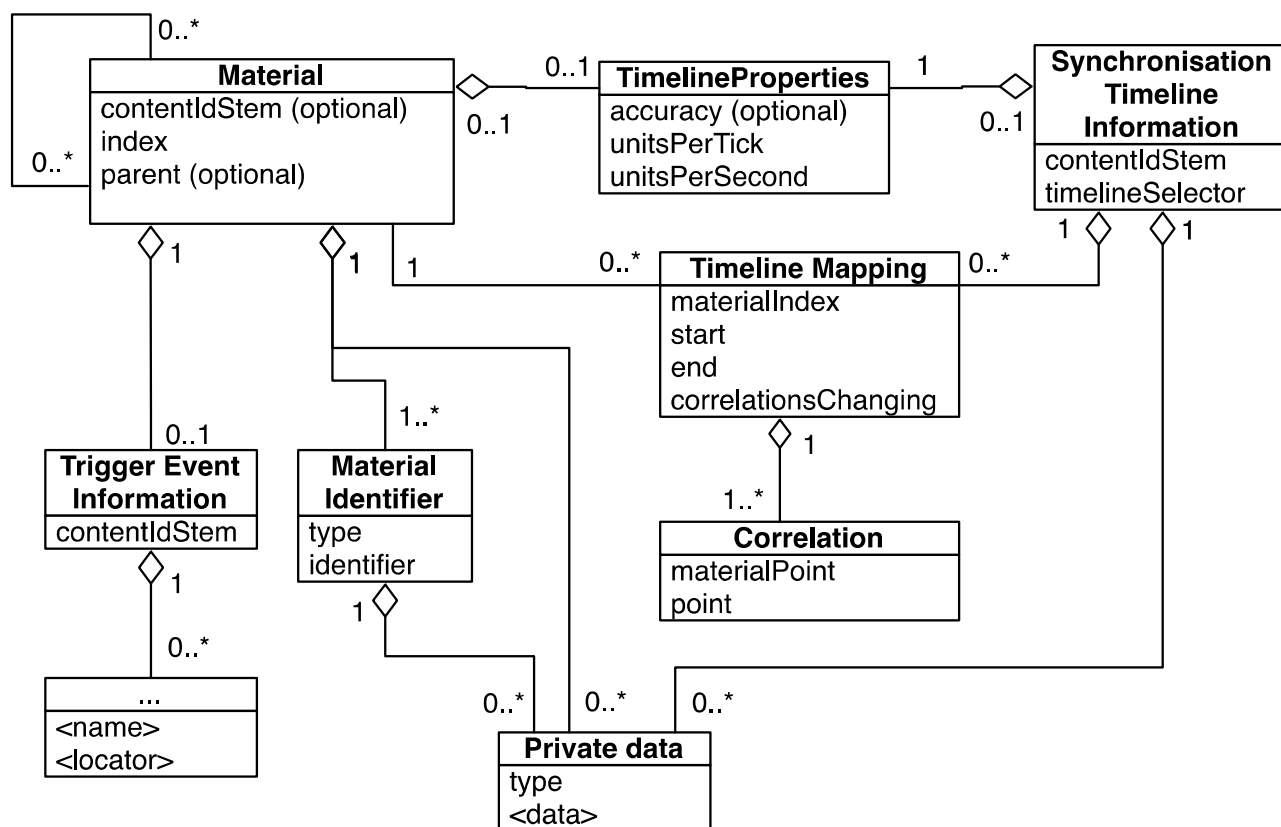 0..*
Material
contentIdStem (optional)
index
parent (optional)
0..*
0..1
0..1
TimelineProperties
accuracy (optional)
unitsPerTick
unitsPerSecond
1
0..1
Synchronisation
Timeline
Information
contentIdStem
timelineSelector
1
1
1
0..*
Timeline Mapping
materialIndex
start
end
correlationsChanging
0..*
1
1
1
1..*
Correlation
materialPoint
point
0..1
Trigger Event
Information
contentIdStem
1
0..*
...
<name>
<locator>
1..*
Material
Identifier
type
identifier
1
0..*
0..*
0..*
Private data
type
<data>